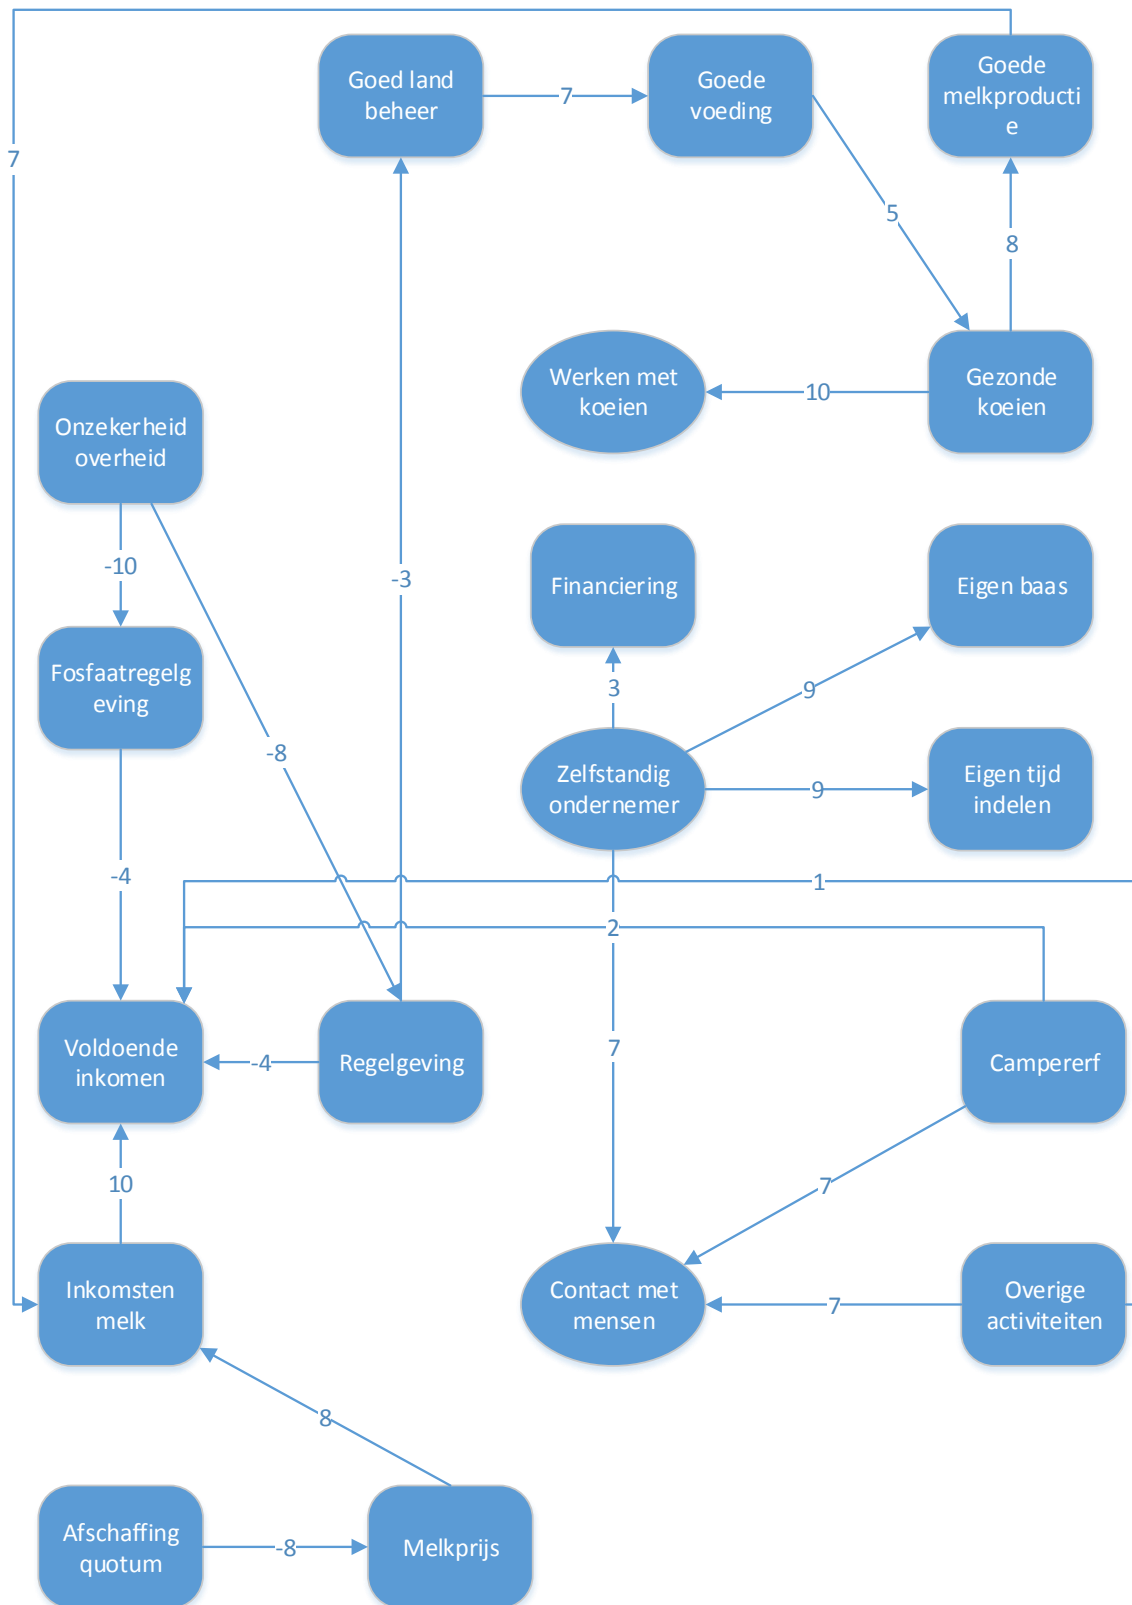 Goed land
beheer
7
Goede
voeding
Goede
melkproducti
e
7
5
8
Werken met
koeien
10
Gezonde
koeien
Onzekerheid
overheid
-10
-3
Financiering
Eigen baas
Fosfaatregelg
eving
3
9
-8
Zelfstandig
ondernemer
9
Eigen tijd
indelen
-4
1
2
Voldoende
inkomen
-4
Regelgeving
7
Campererf
10
7
Inkomsten
melk
Contact met
mensen
7
Overige
activiteiten
8
Afschaffing
quotum
-8
Melkprijs